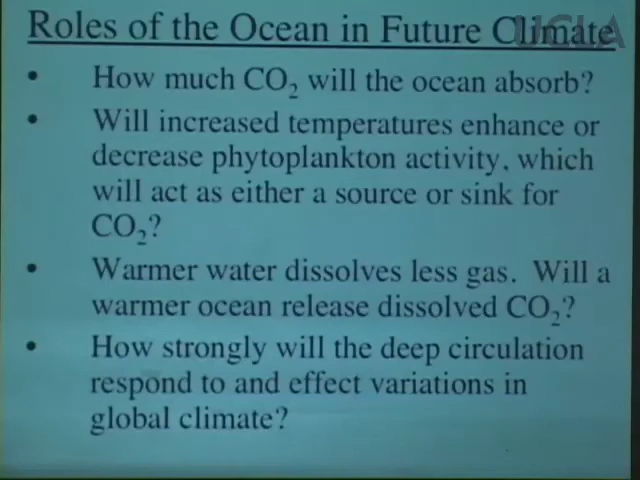 Roles of the Ocean in Future Climate
UCLA
• How much CO₂ will the ocean absorb?
• Will increased temperatures enhance or
decrease phytoplankton activity, which
will act as either a source or sink for
CO₂?
• Warmer water dissolves less gas. Will a
warmer ocean release dissolved CO₂?
• How strongly will the deep circulation
respond to and effect variations in
global climate?